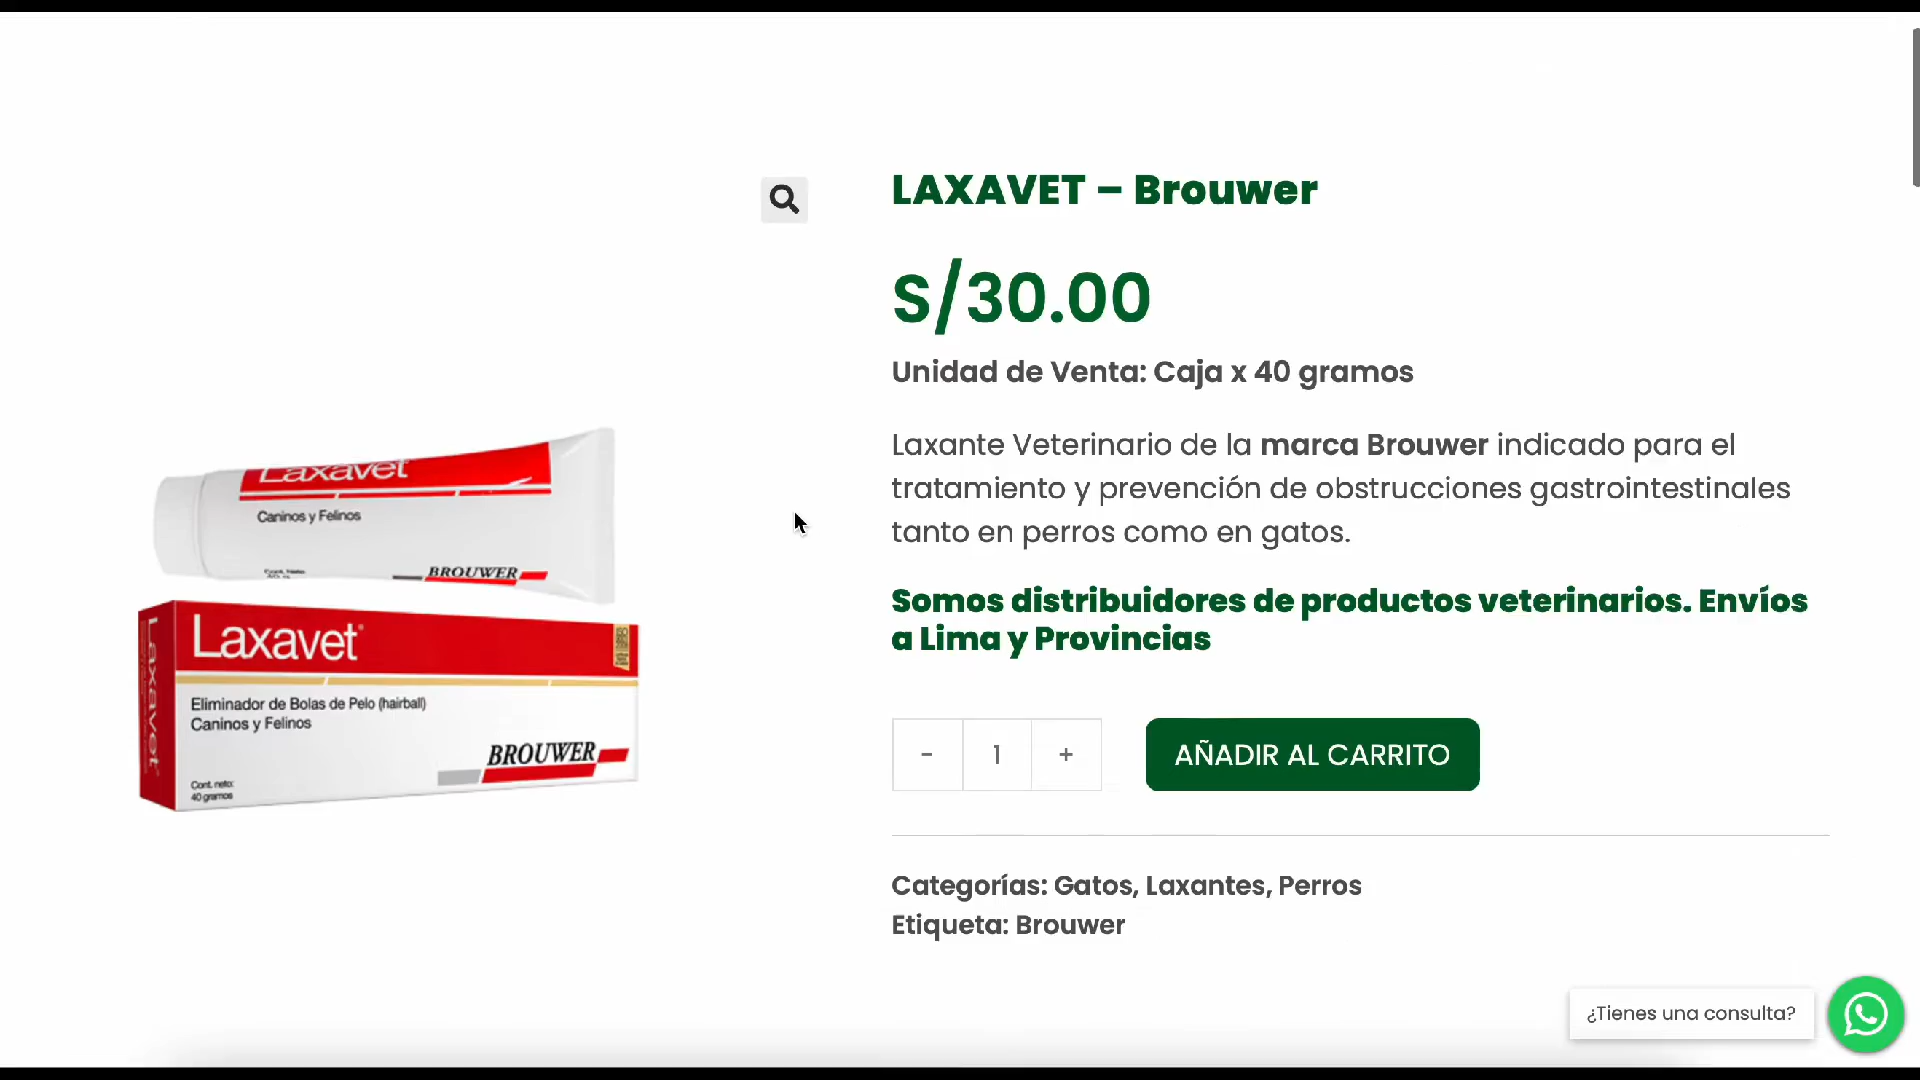 LAXAVET – Brouwer
S/30.00
Unidad de Venta: Caja x 40 gramos
Laxante Veterinario de la marca Brouwer indicado para el
tratamiento y prevención de obstrucciones gastrointestinales
tanto en perros como en gatos.
Somos distribuidores de productos veterinarios. Envíos
a Lima y Provincias
- 1 +
AÑADIR AL CARRITO
Categorías: Gatos, Laxantes, Perros
Etiqueta: Brouwer
¿Tienes una consulta?
Laxavet
Caninos y Felinos
BROUWER
Laxavet
Laxavet®
Eliminador de Bolas de Pelo (hairball)
Caninos y Felinos
BROUWER
Cont. neto:
40 gramos